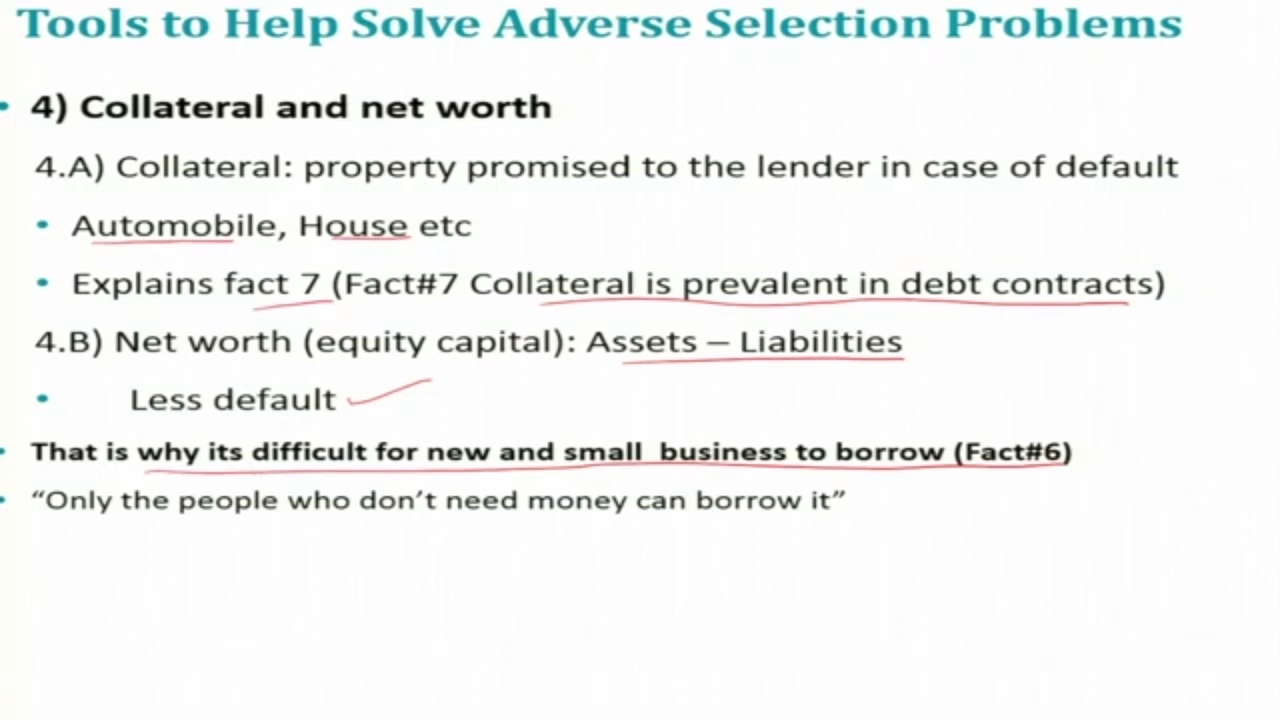 Tools to Help Solve Adverse Selection Problems
• 4) Collateral and net worth
4.A) Collateral: property promised to the lender in case of default
• Automobile, House etc
• Explains fact 7 (Fact#7 Collateral is prevalent in debt contracts)
4.B) Net worth (equity capital): Assets – Liabilities
• Less default
• That is why its difficult for new and small business to borrow (Fact#6)
• “Only the people who don’t need money can borrow it”